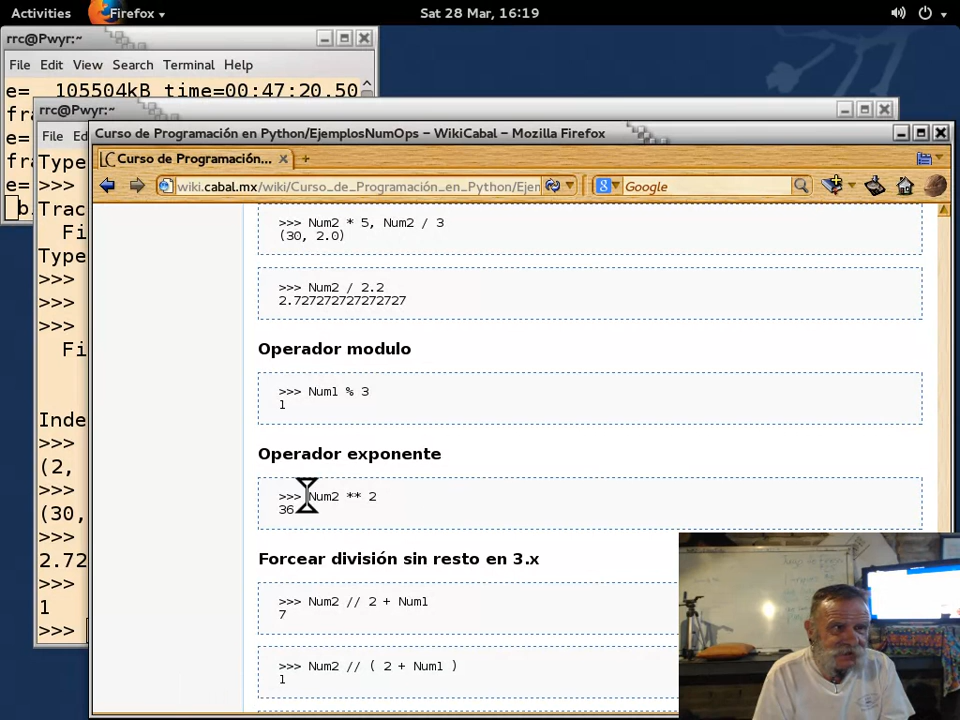 Activities Firefox Sat 28 Mar, 16:19
rrc@Pwyr:~
File Edit View Search Terminal Help
e= 105504kB time=00:47:20.50
fra
e=
fra
e=
b
rrc@Pwyr:~
File Ed
Type
>>>
Trac
Fi
Type
>>>
>>>
>>>
Fi
Inde
>>>
(2,
>>>
(30,
>>>
2.72
>>>
1
>>>
Curso de Programación en Python/EjemplosNumOps – WikiCabal – Mozilla Firefox
Curso de Programación...
wiki.cabal.mx/wiki/Curso_de_Programación_en_Python/Ejem
Google
>>> Num2 * 5, Num2 / 3
(30, 2.0)
>>> Num2 / 2.2
2.727272727272727
Operador modulo
>>> Num1 % 3
1
Operador exponente
>>> Num2 ** 2
36
Forcear división sin resto en 3.x
>>> Num2 // 2 + Num1
7
>>> Num2 // ( 2 + Num1 )
1